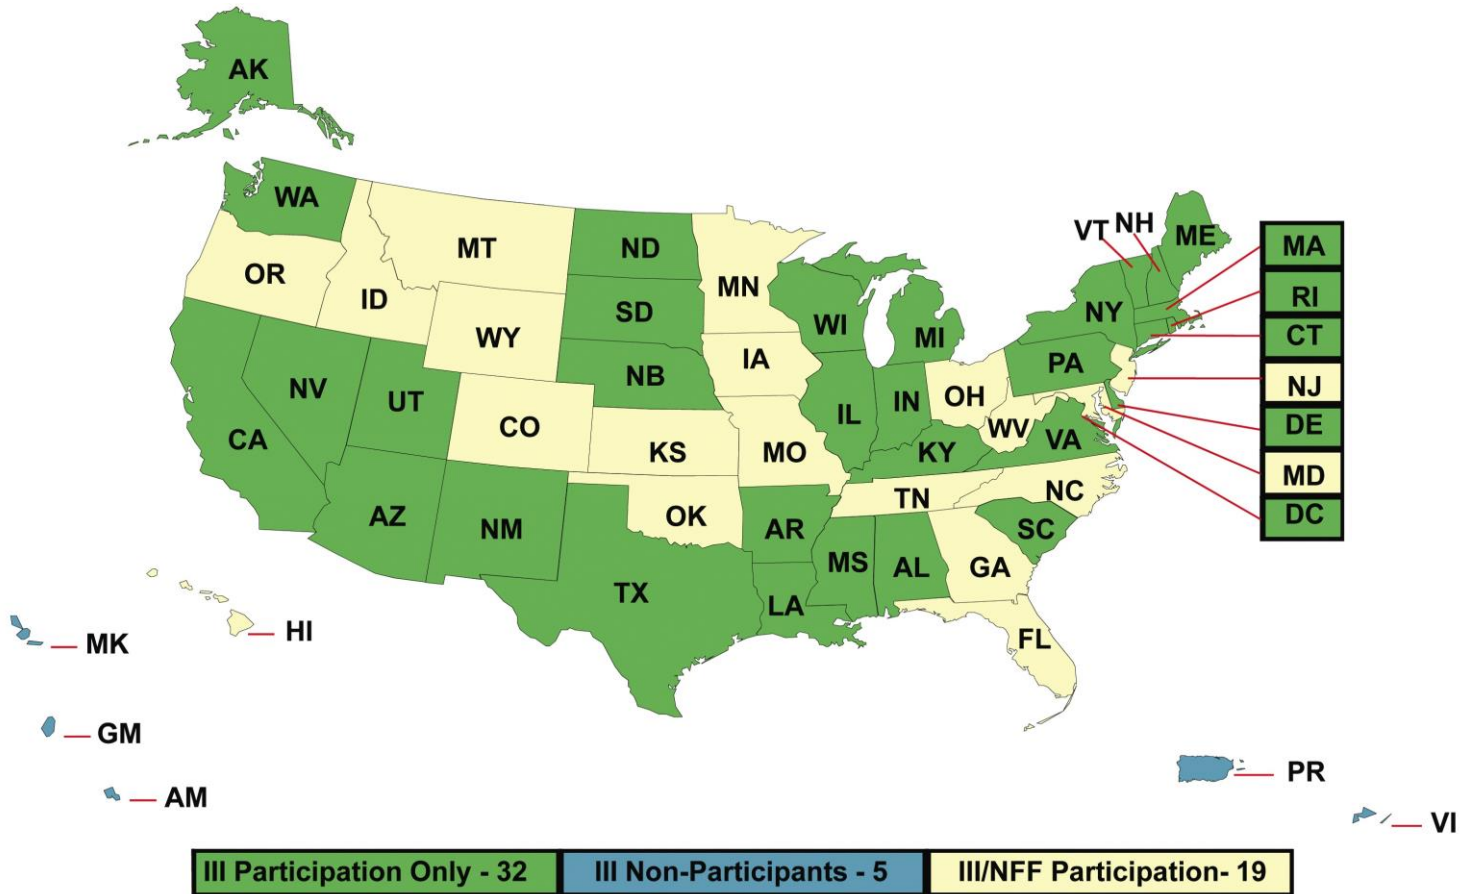 AK
WA
VT
NH
ME
MA
MT
ND
OR
ID
MN
RI
SD
NY
WI
CT
WY
MI
IA
PA
NB
NJ
NV
UT
OH
IL
IN
CO
DE
WV
CA
VA
KS
MO
KY
MD
TN
NC
AZ
OK
NM
AR
SC
DC
MS
AL
GA
TX
LA
HI
FL
MK
GM
PR
AM
VI
III Participation Only - 32
III Non-Participants - 5
III/NFF Participation- 19